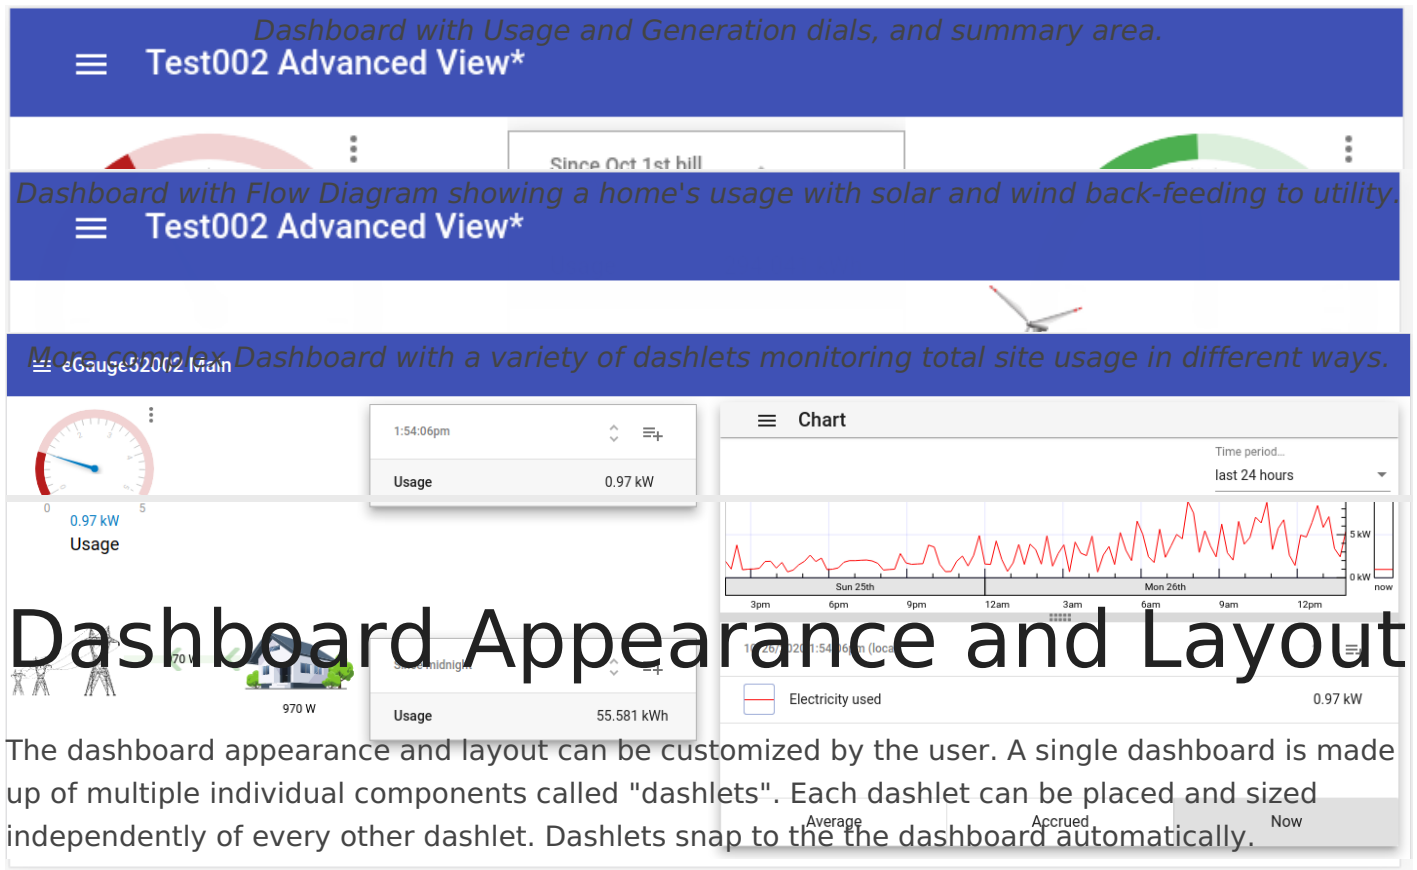 Dashboard with Usage and Generation dials, and summary area.
Test002 Advanced View*
Since Oct 1st bill
Dashboard with Flow Diagram showing a home's usage with solar and wind back-feeding to utility.
Test002 Advanced View*
More complex Dashboard with a variety of dashlets monitoring total site usage in different ways.
eGauge52002 Main
1:54:06pm
Usage 0.97 kW
Chart
Time period...
last 24 hours
0 5
0.97 kW
Usage
5 kW
0 kW
now
Sun 25th Mon 26th
3pm 6pm 9pm 12am 3am 6am 9am 12pm
Dashboard Appearance and Layout
970 W
Since midnight
970 W
Usage 55.581 kWh
Electricity used 0.97 kW
The dashboard appearance and layout can be customized by the user. A single dashboard is made
up of multiple individual components called "dashlets". Each dashlet can be placed and sized
independently of every other dashlet. Dashlets snap to the the dashboard automatically.
Average Accrued Now